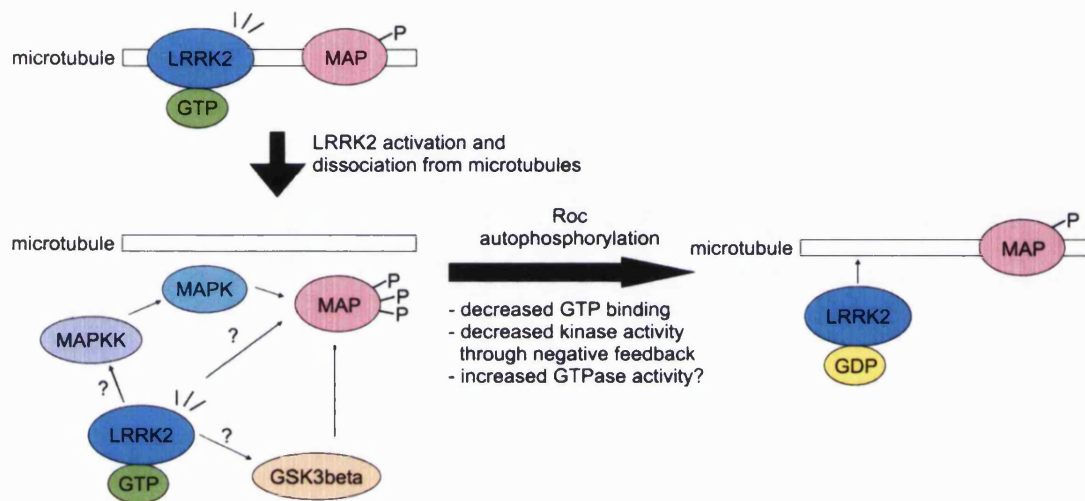 microtubule
LRRK2
MAP
P
GTP
LRRK2 activation and
dissociation from microtubules
microtubule
MAPK
MAP
P
P
P
MAPKK
?
?
LRRK2
?
GTP
GSK3beta
Roc
autophosphorylation
- decreased GTP binding
- decreased kinase activity
through negative feedback
- increased GTPase activity?
microtubule
MAP
P
LRRK2
GDP